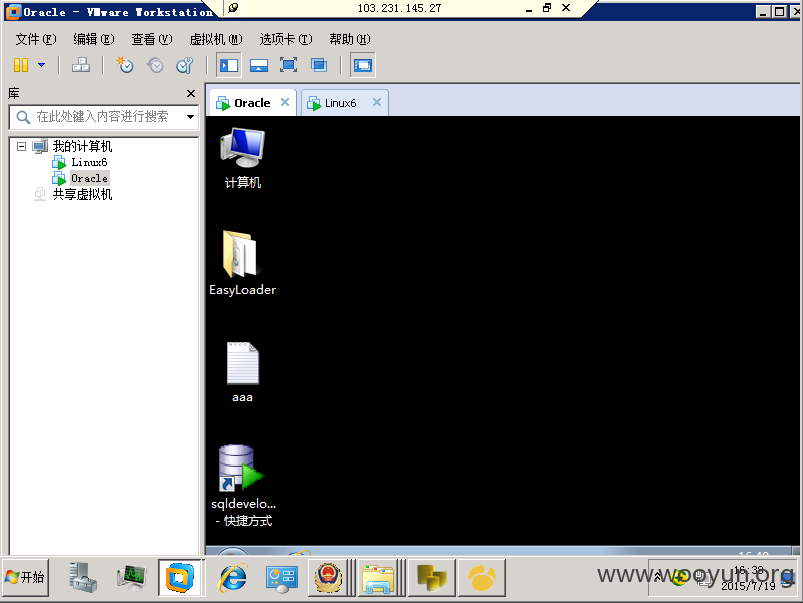 Oracle - VMware Workstation
103.231.145.27
文件(F) 编辑(E) 查看(V) 虚拟机(M) 选项卡(T) 帮助(H)
库
在此处键入内容进行搜索
Oracle
Linux6
我的计算机
Linux6
Oracle
共享虚拟机
计算机
EasyLoader
aaa
sqldevelo...
- 快捷方式
开始
18:38
2015/7/19
www.wooyun.org